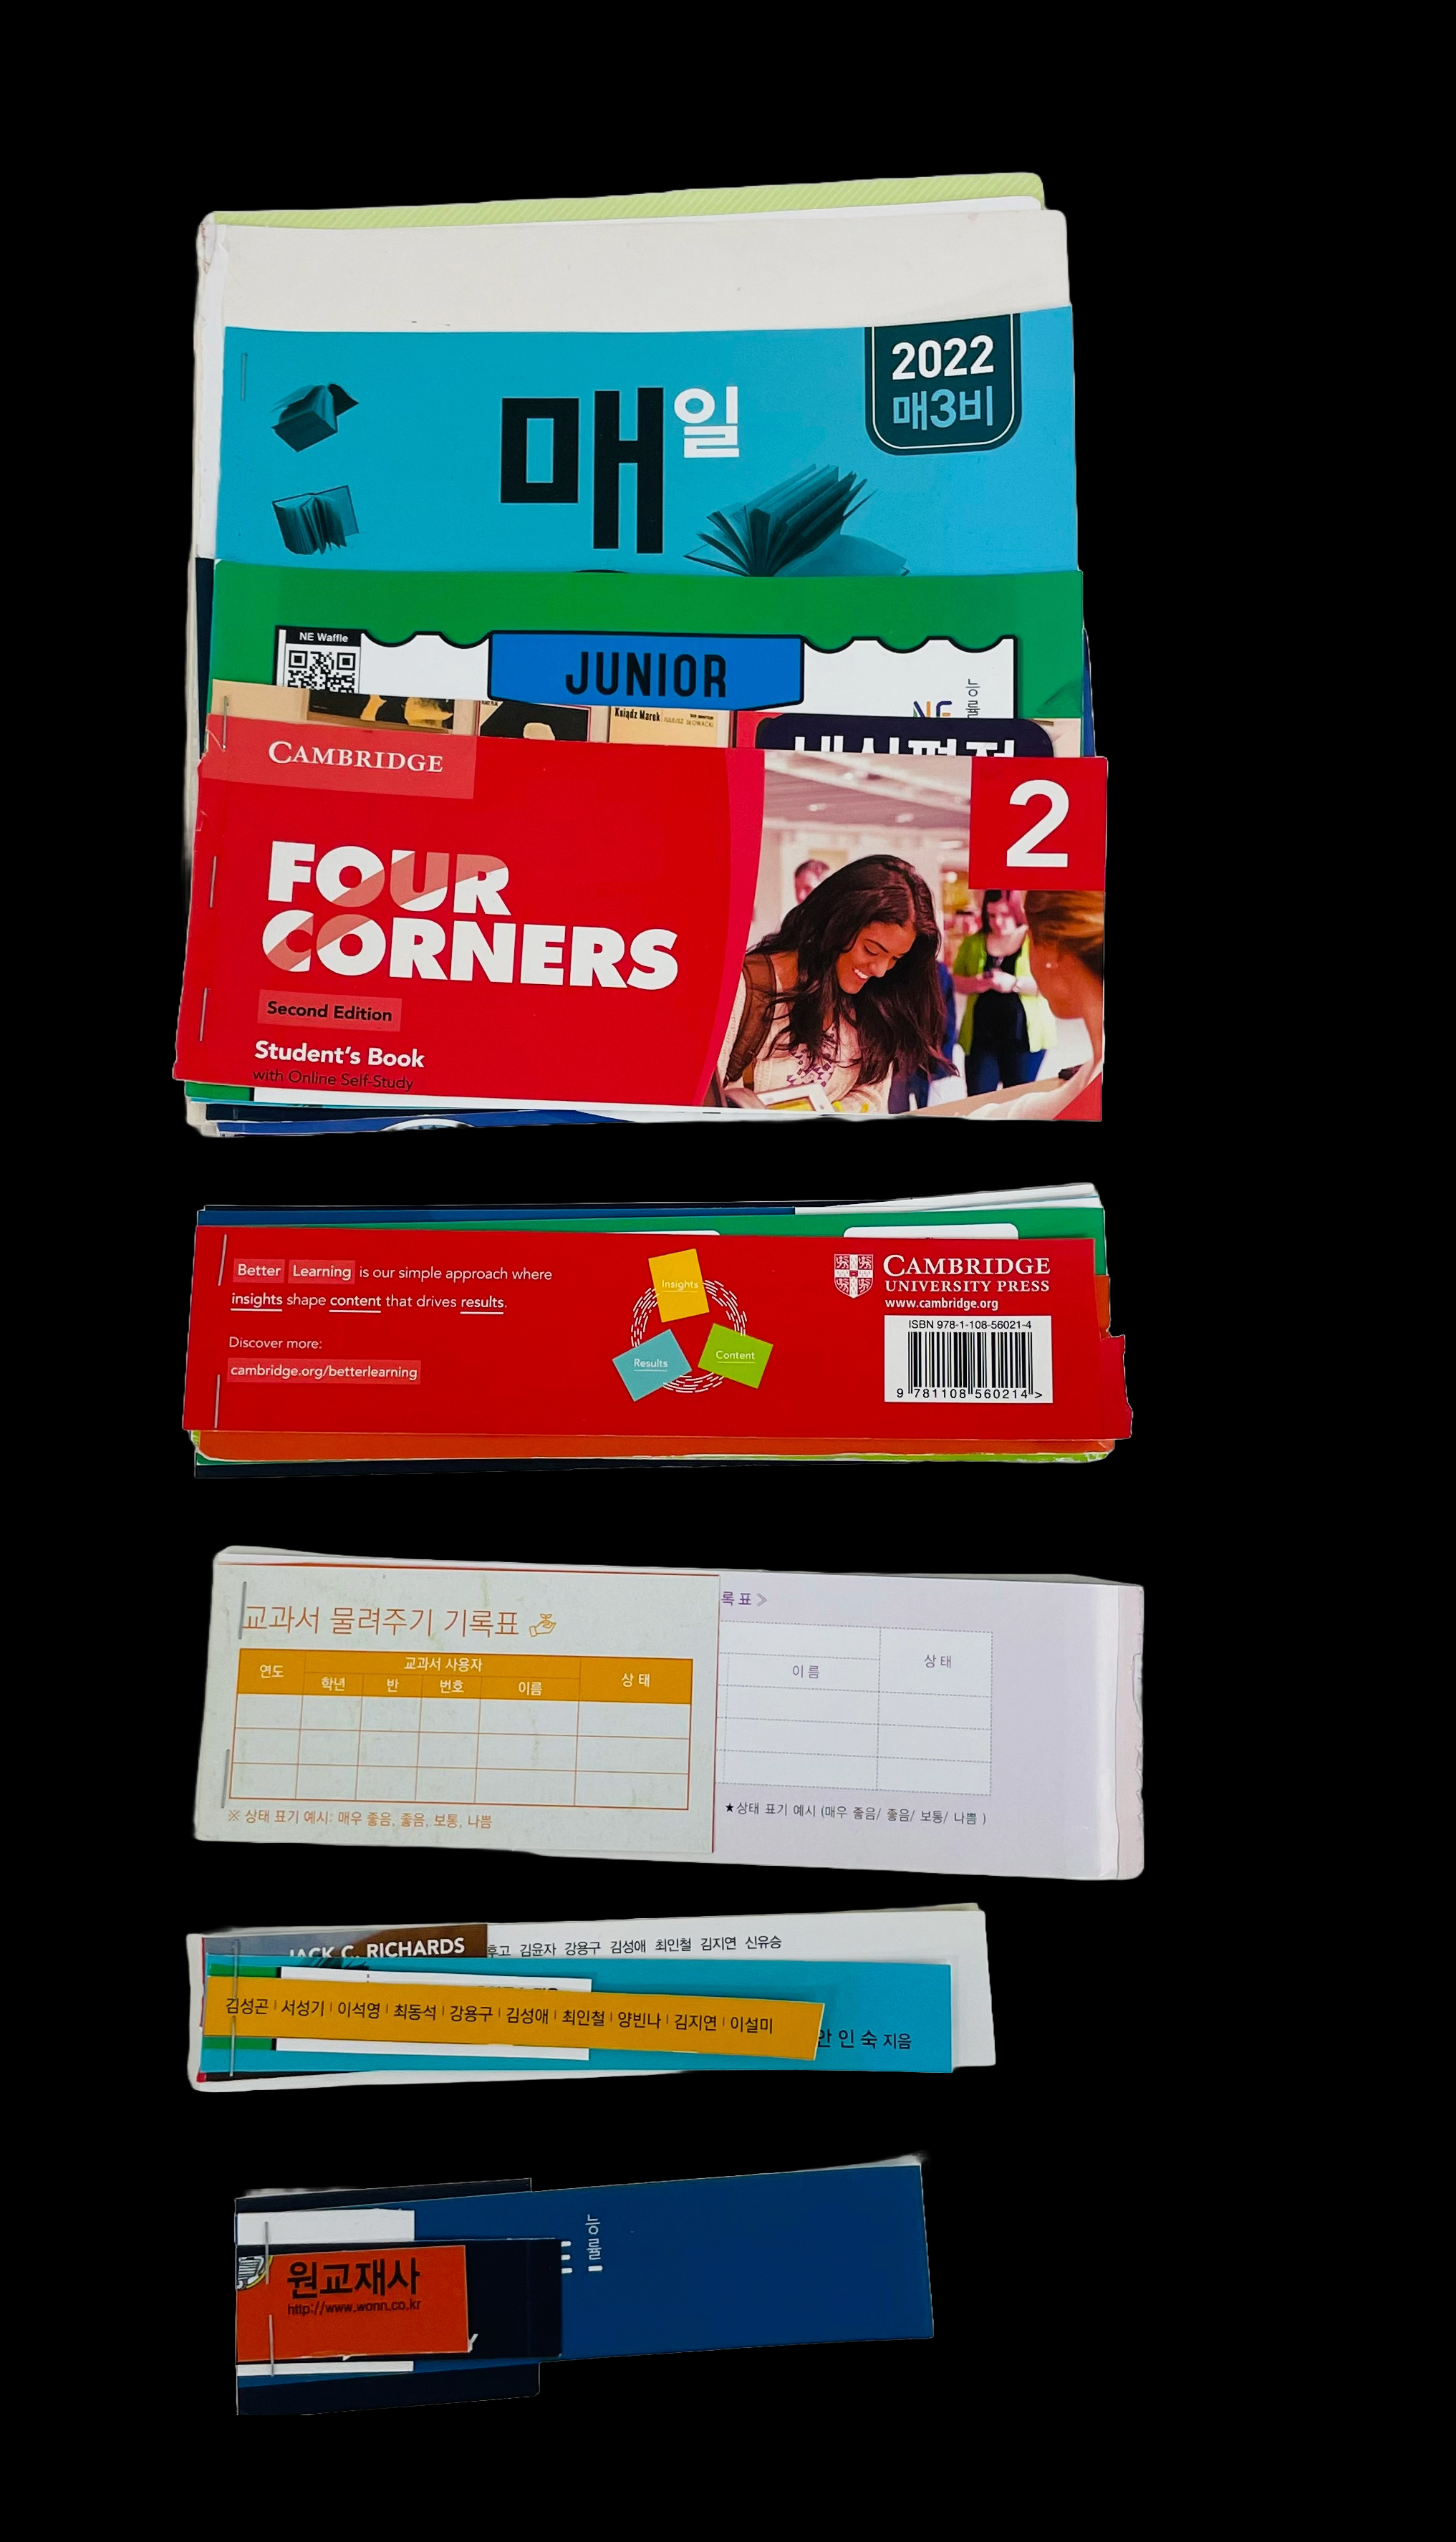 2022
매3비
매일
NE Waffle
JUNIOR
능률
Ksiądz Marek
JULIUSZ SŁOWACKI
CAMBRIDGE
2
FOUR
CORNERS
Second Edition
Student's Book
with Online Self-Study
Better Learning is our simple approach where
insights shape content that drives results.
Discover more:
cambridge.org/betterlearning
Insights
Results
Content
CAMBRIDGE
UNIVERSITY PRESS
www.cambridge.org
ISBN 978-1-108-56021-4
9 781108 560214 >
교과서 물려주기 기록표
연도
교과서 사용자
학년 반 번호 이름
상 태
※ 상태 표기 예시: 매우 좋음, 좋음, 보통, 나쁨
록 표 >
이 름
상 태
★상태 표기 예시 (매우 좋음/ 좋음/ 보통/ 나쁨 )
JACK C. RICHARDS
김윤자 강용구 김성애 최인철 김지연 신유승
김성곤 | 서성기 | 이석영 | 최동석 | 강용구 | 김성애 | 최인철 | 양빈나 | 김지연 | 이설미
안 인 숙 지음
능률
원교재사
http://www.wonn.co.kr